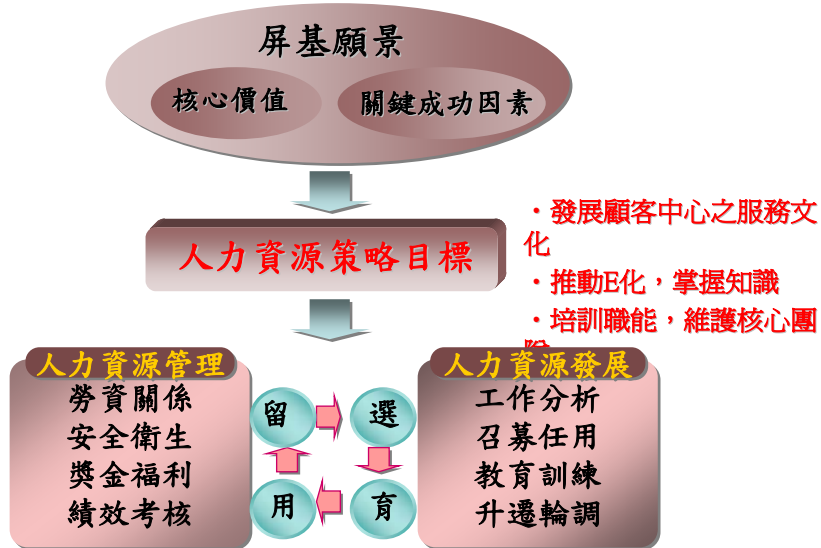 屏基願景
核心價值
關鍵成功因素
人力資源策略目標
・發展顧客中心之服務文
化
・推動E化，掌握知識
・培訓職能，維護核心團
人力資源管理
勞資關係
安全衛生
獎金福利
績效考核
留
選
用
育
人力資源發展
工作分析
召募任用
教育訓練
升遷輪調